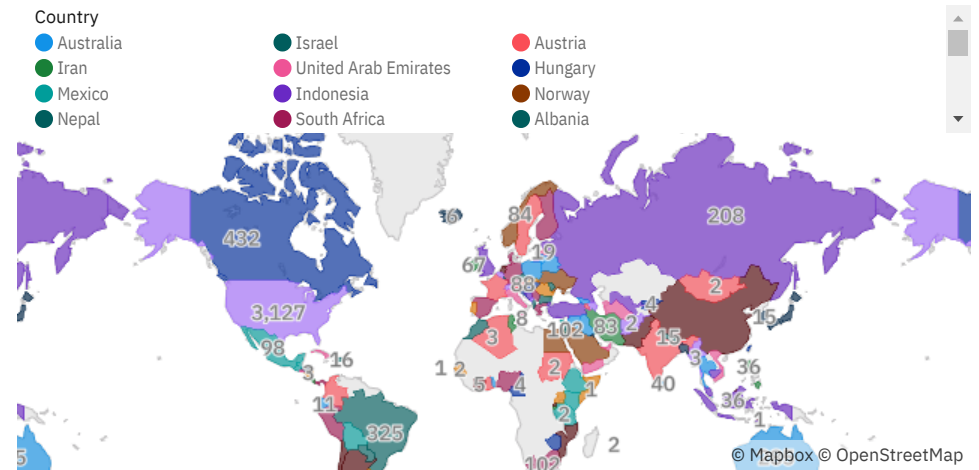 Country
Australia Israel Austria
Iran United Arab Emirates Hungary
Mexico Indonesia Norway
Nepal South Africa Albania
6 84 208
432 19
67
88 2
4
3,127 8 102 83 2 15
98 3 15
16 3 36
3 1 2 2 40
5 4 1
11 36
2 1
325 2
5 102
© Mapbox © OpenStreetMap